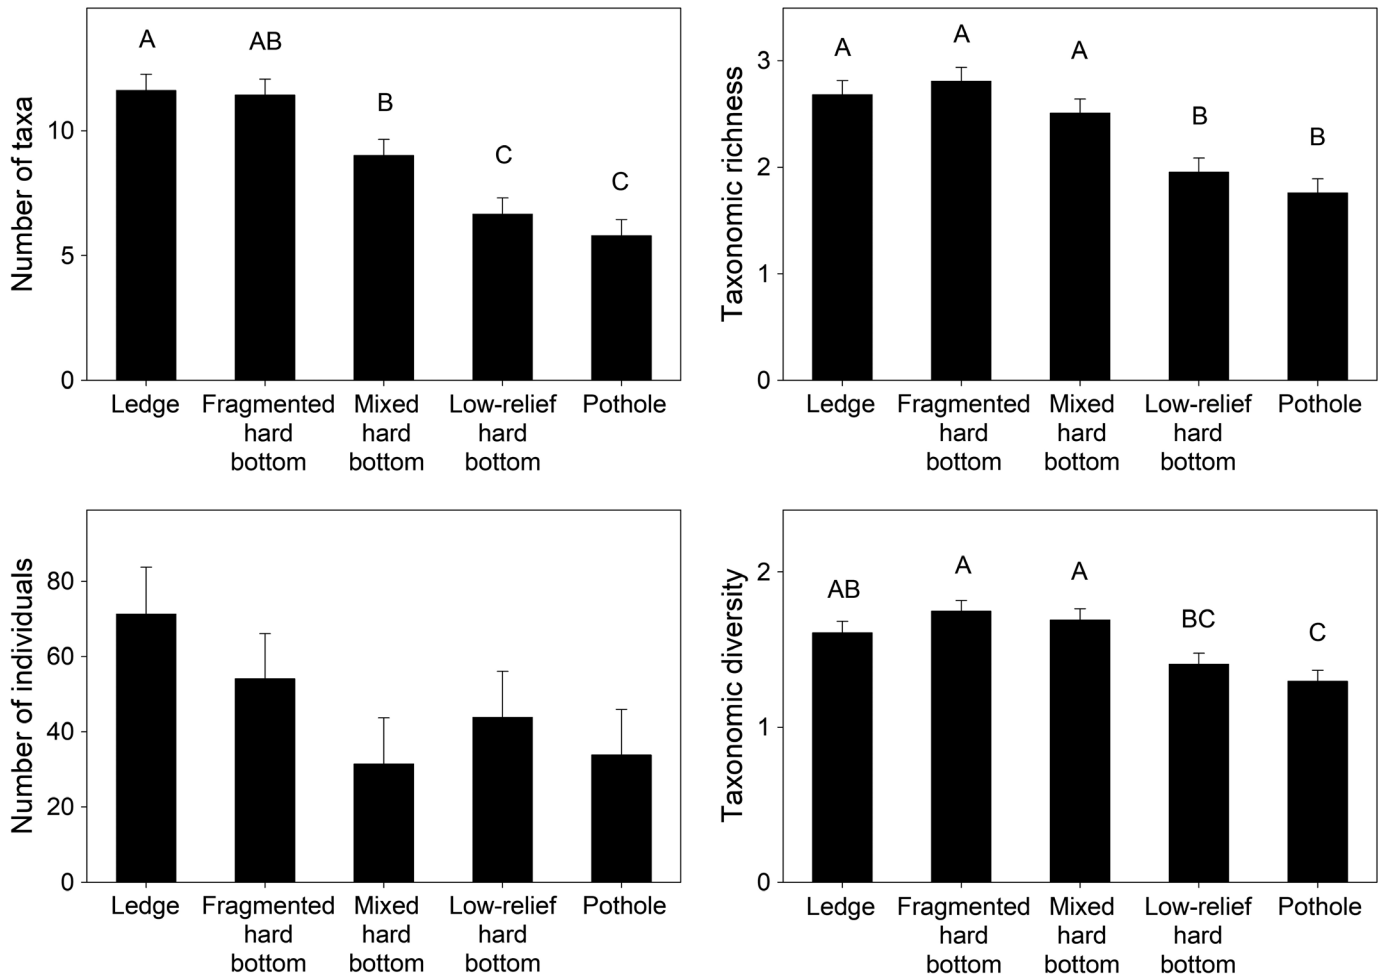 Number of taxa
10
5
0
A
AB
B
C
C
Ledge
Fragmented
hard
bottom
Mixed
hard
bottom
Low-relief
hard
bottom
Pothole
Taxonomic richness
3
2
1
0
A
A
A
B
B
Ledge
Fragmented
hard
bottom
Mixed
hard
bottom
Low-relief
hard
bottom
Pothole
Number of individuals
80
60
40
20
0
Ledge
Fragmented
hard
bottom
Mixed
hard
bottom
Low-relief
hard
bottom
Pothole
Taxonomic diversity
2
1
0
AB
A
A
BC
C
Ledge
Fragmented
hard
bottom
Mixed
hard
bottom
Low-relief
hard
bottom
Pothole